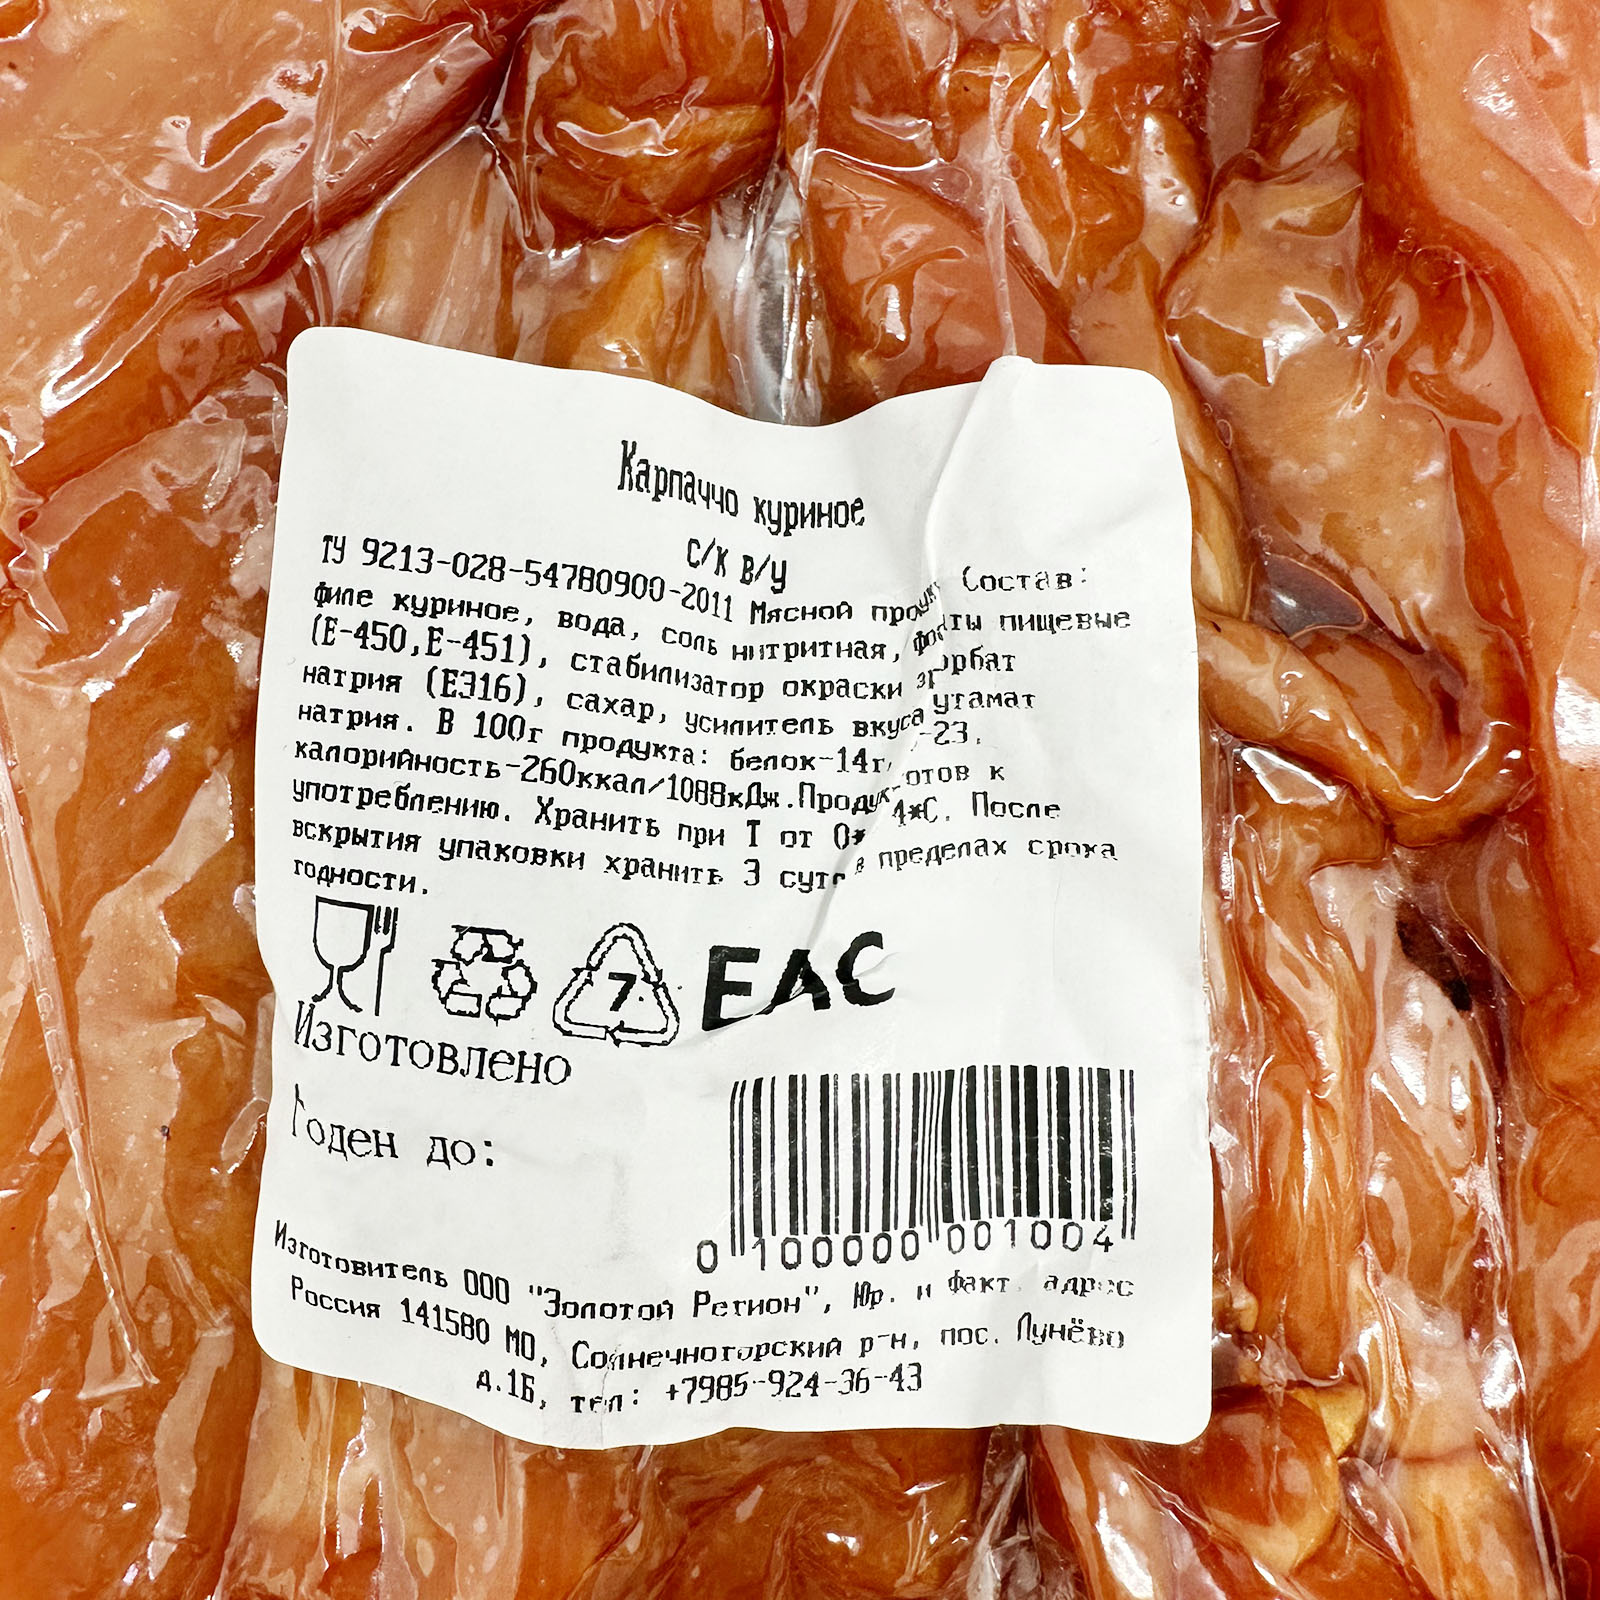 Карпаччо куриное
с/к в/у
ТУ 9213-028-54780900-2011 Мясной Состав:
филе куриное, вода, соль нитритная, пищевые
(Е-450,Е-451), стабилизатор окраски
натрия (Е316), сахар, усилитель вкуса
натрия. В 100г продукта: белок-14г, -23,
калорийность-260ккал/1088кДж. к
употреблению. Хранить при Т от 0* 4*С. После
вскрытия упаковки хранить 3 в пределах срока
годности.
7
EAC
Изготовлено
Годен до:
0 100000 001004
Изготовитель ООО "Золотой Регион", Юр. и Факт. адрес
Россия 141580 МО, Солнечногорский р-н, пос. Лунёво
д.1Б, тел: +7985-924-36-43